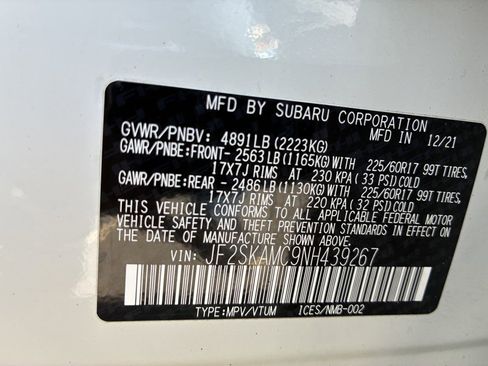 MFD BY SUBARU CORPORATION
MFD IN 12/21
GVWR/PNBV: 4891LB(2223KG)
GAWR/PNBE:FRONT-2563LB(1165KG)WITH 225/60R17 99T TIRES,
17X7J RIMS AT 230 KPA( 33 PSI)COLD
GAWR/PNBE:REAR -2486LB(1130KG)WITH 225/60R17 99T TIRES,
17X7J RIMS AT 220 KPA( 32 PSI)COLD
THIS VEHICLE CONFORMS TO ALL APPLICABLE FEDERAL MOTOR
VEHICLE SAFETY AND THEFT PREVENTION STANDARDS IN EFFECT
ON THE DATE OF MANUFACTURE SHOWN ABOVE.
VIN: JF2SKAMC9NH439267
TYPE:MPV/VTUM ICES/NMB-002